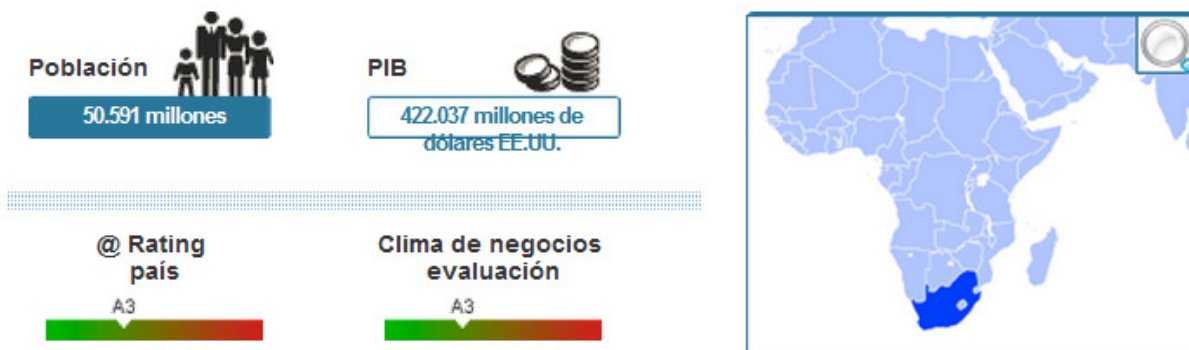 Población
50.591 millones
PIB
422.037 millones de
dólares EE.UU.
@ Rating
país
A3
Clima de negocios
evaluación
A3